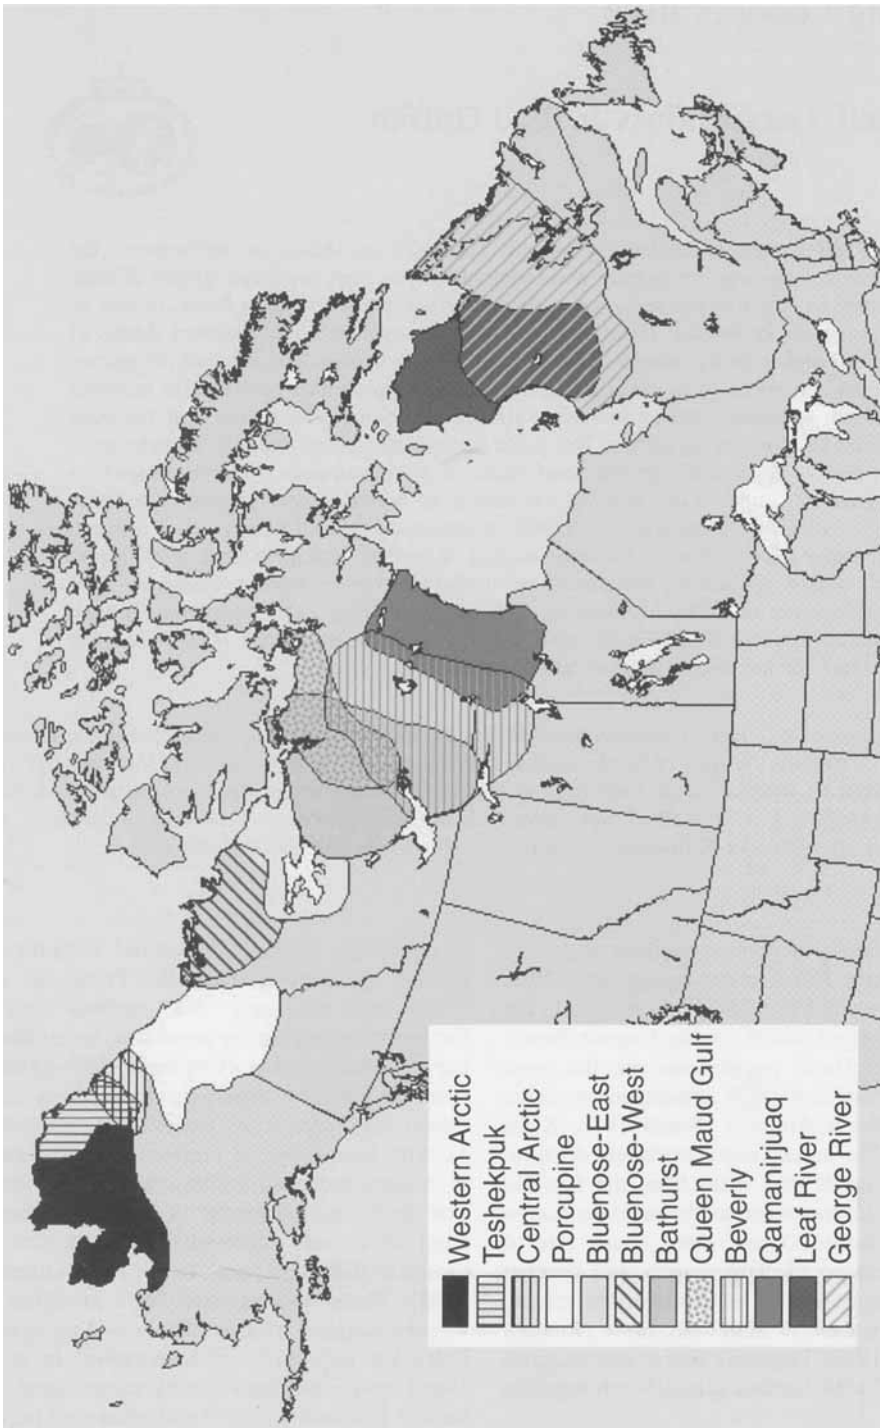 Western Arctic
Teshekpuk
Central Arctic
Porcupine
Bluenose-East
Bluenose-West
Bathurst
Queen Maud Gulf
Beverly
Qamanirjuaq
Leaf River
George River